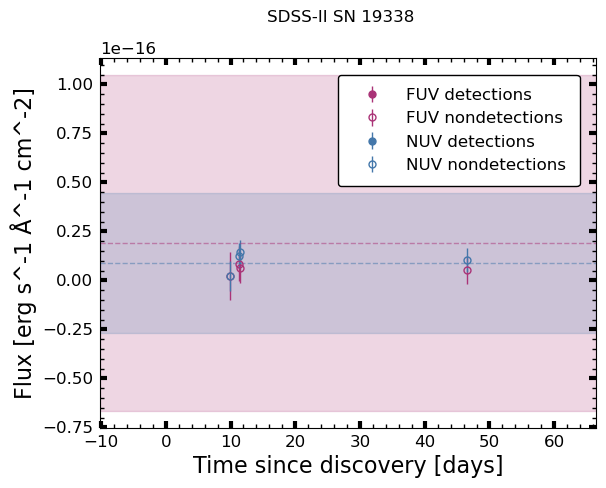 SDSS-II SN 19338
1e−16
1.00
0.75
0.50
0.25
0.00
−0.25
−0.50
−0.75
Flux [erg s^-1 Å^-1 cm^-2]
FUV detections
FUV nondetections
NUV detections
NUV nondetections
−10 0 10 20 30 40 50 60
Time since discovery [days]